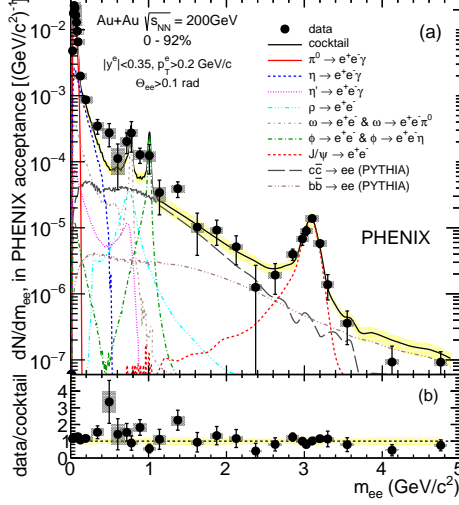 Au+Au √s_NN = 200GeV
0 - 92%
|y^e|<0.35, p^e_T>0.2 GeV/c
Θ_ee>0.1 rad
(a)
data
cocktail
π⁰ → e⁺e⁻γ
η → e⁺e⁻γ
η' → e⁺e⁻γ
ρ → e⁺e⁻
ω → e⁺e⁻ & ω → e⁺e⁻π⁰
ϕ → e⁺e⁻ & ϕ → e⁺e⁻η
J/ψ → e⁺e⁻
cc̄ → ee (PYTHIA)
bb̄ → ee (PYTHIA)
PHENIX
dN/dm_ee in PHENIX acceptance [(GeV/c²)⁻¹]
10⁻²
10⁻³
10⁻⁴
10⁻⁵
10⁻⁶
10⁻⁷
(b)
data/cocktail
4
3
2
1
0
0 1 2 3 4 5
m_ee (GeV/c²)